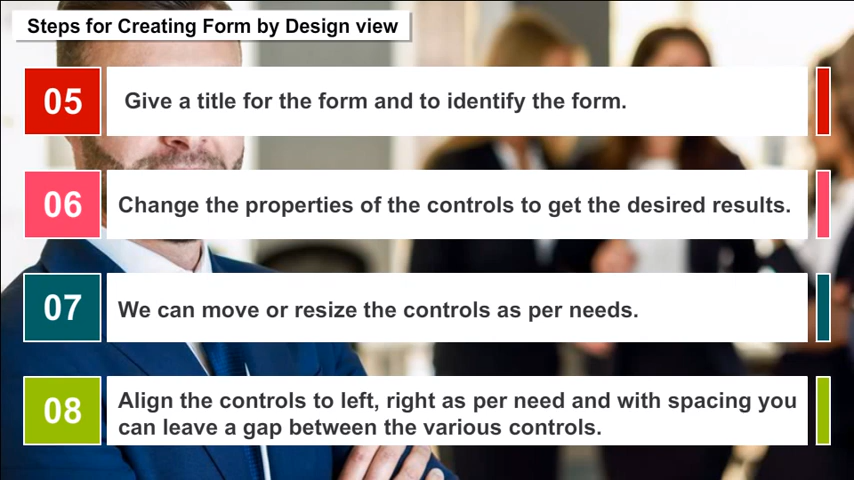 Steps for Creating Form by Design view
05
Give a title for the form and to identify the form.
06
Change the properties of the controls to get the desired results.
07
We can move or resize the controls as per needs.
08
Align the controls to left, right as per need and with spacing you
can leave a gap between the various controls.